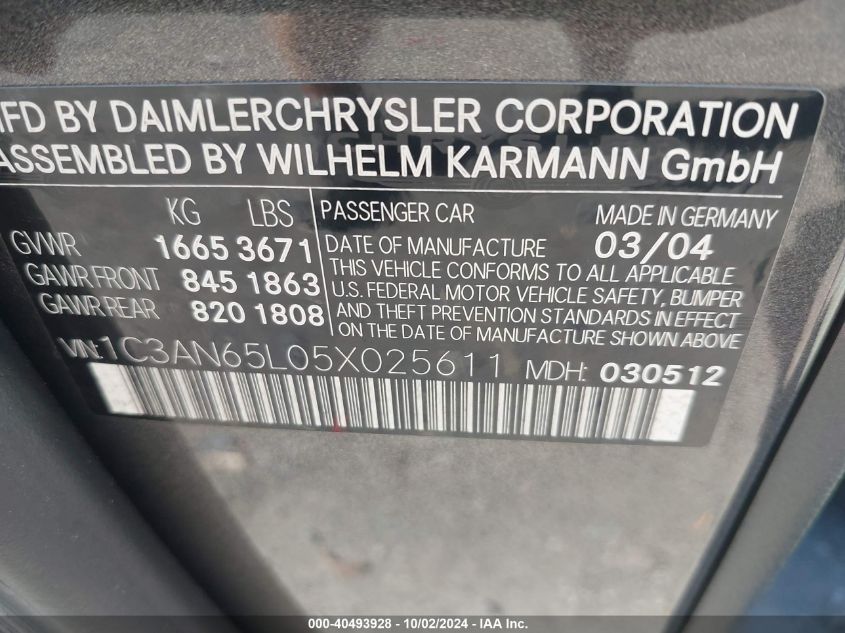 MFD BY DAIMLERCHRYSLER CORPORATION
ASSEMBLED BY WILHELM KARMANN GmbH
KG LBS
GVWR 1665 3671
GAWR FRONT 845 1863
GAWR REAR 820 1808
PASSENGER CAR MADE IN GERMANY
DATE OF MANUFACTURE 03/04
THIS VEHICLE CONFORMS TO ALL APPLICABLE
U.S. FEDERAL MOTOR VEHICLE SAFETY, BUMPER
AND THEFT PREVENTION STANDARDS IN EFFECT
ON THE DATE OF MANUFACTURE SHOWN ABOVE.
VIN: 1C3AN65L05X025611 MDH: 030512
000-40493928 - 10/02/2024 - IAA Inc.